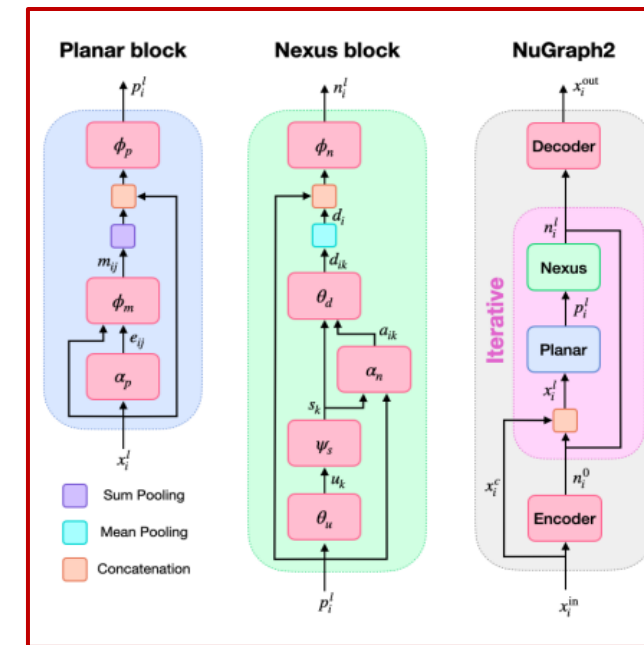 Planar block
p_i^l
ϕ_p
m_ij
ϕ_m
e_ij
α_p
x_i^l
Sum Pooling
Mean Pooling
Concatenation
Nexus block
n_i^l
ϕ_n
d_i
d_ik
θ_d
a_ik
α_n
s_k
ψ_s
u_k
θ_u
p_i^l
NuGraph2
x_i^out
Decoder
n_i^l
Nexus
p_i^l
Iterative
Planar
x_i^l
x_i^c
n_i^0
Encoder
x_i^in